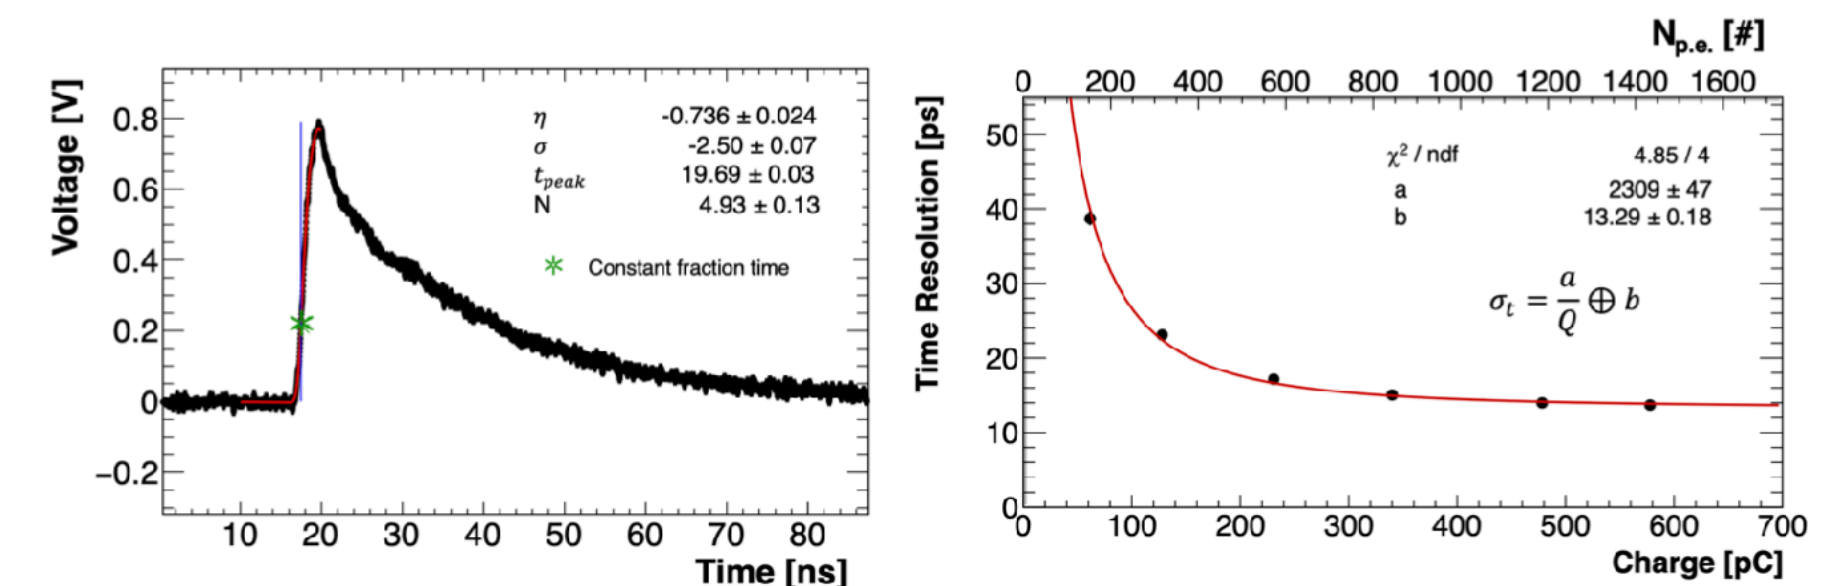 Voltage [V]
0.8
0.6
0.4
0.2
0
−0.2
η -0.736 ± 0.024
σ -2.50 ± 0.07
t_peak 19.69 ± 0.03
N 4.93 ± 0.13
Constant fraction time
10 20 30 40 50 60 70 80
Time [ns]
N_p.e. [#]
0 200 400 600 800 1000 1200 1400 1600
Time Resolution [ps]
50
40
30
20
10
0
χ² / ndf 4.85 / 4
a 2309 ± 47
b 13.29 ± 0.18
σ_t = a/Q ⊕ b
0 100 200 300 400 500 600 700
Charge [pC]